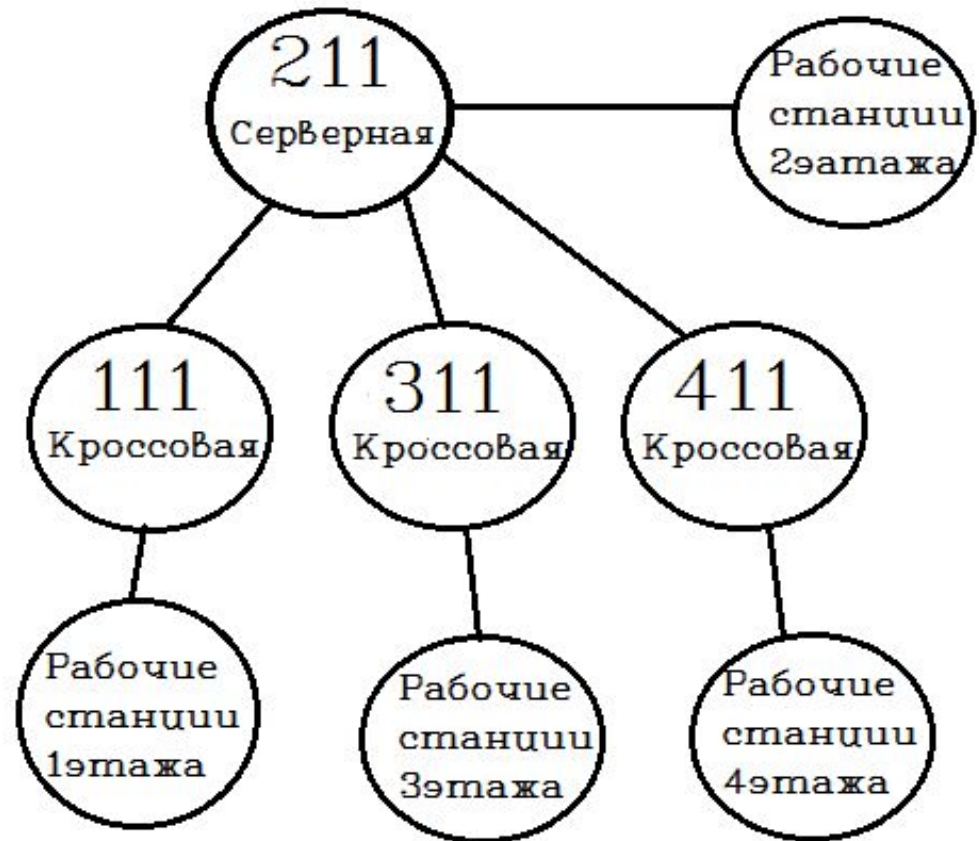 211
Серверная
Рабочие
станции
2эатажа
111
Кроссовая
311
Кроссовая
411
Кроссовая
Рабочие
станции
1этажа
Рабочие
станции
3этажа
Рабочие
станции
4этажа